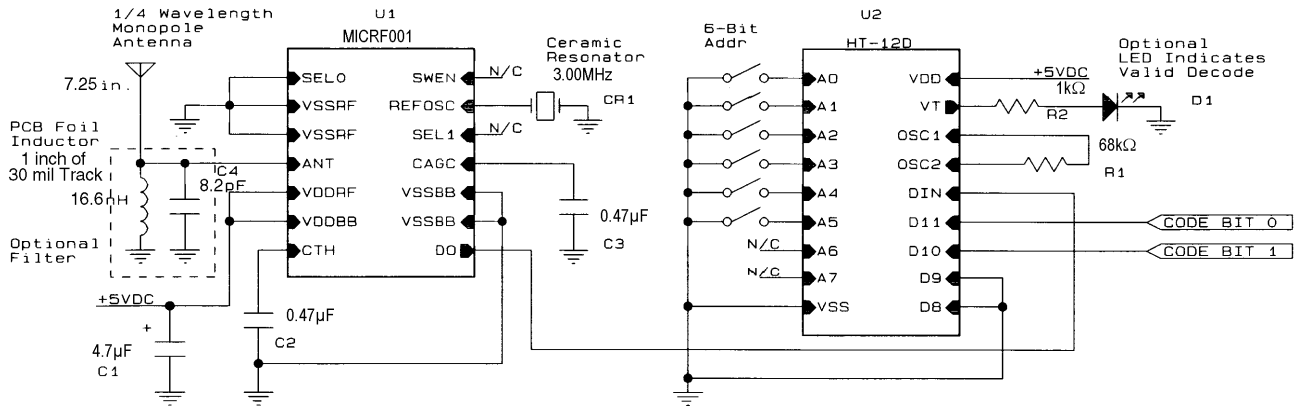 1/4 Wavelength
Monopole
Antenna
7.25 in.
PCB Foil
Inductor
1 inch of
30 mil Track
16.6nH
C4
8.2pF
Optional
Filter
+5VDC
+
4.7µF
C1
U1
MICRF001
SEL0
VSSRF
VSSRF
ANT
VDDRF
VDDBB
CTH
SWEN
REFOSC
SEL1
CAGC
VSSBB
VSSBB
DO
N/C
N/C
Ceramic
Resonator
3.00MHz
CR1
0.47µF
C3
0.47µF
C2
6-Bit
Addr
N/C
N/C
U2
HT-12D
A0
A1
A2
A3
A4
A5
A6
A7
VSS
VDD
VT
OSC1
OSC2
DIN
D11
D10
D9
D8
+5VDC
1kΩ
R2
Optional
LED Indicates
Valid Decode
D1
68kΩ
R1
CODE BIT 0
CODE BIT 1